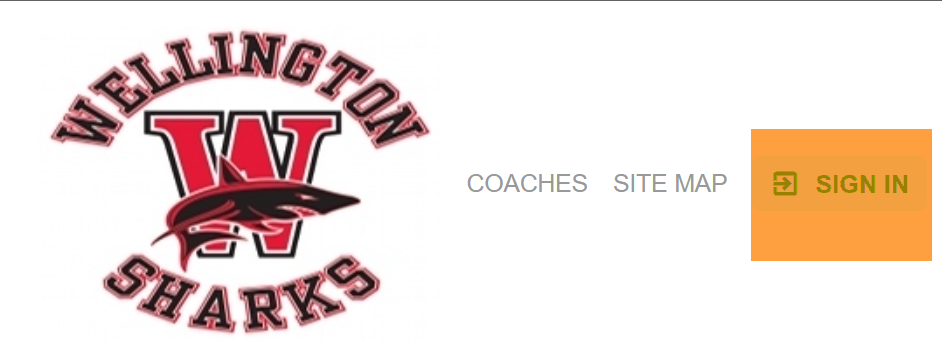 WELLINGTON
W
SHARKS
COACHES SITE MAP SIGN IN